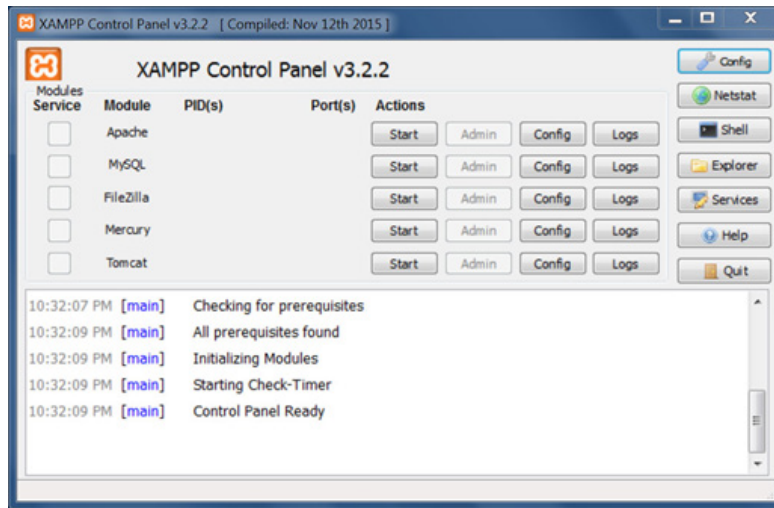 XAMPP Control Panel v3.2.2 [ Compiled: Nov 12th 2015 ]
XAMPP Control Panel v3.2.2
Config
Modules
Service Module PID(s) Port(s) Actions
Netstat
Apache Start Admin Config Logs
Shell
MySQL Start Admin Config Logs
Explorer
FileZilla Start Admin Config Logs
Services
Mercury Start Admin Config Logs
Help
Tomcat Start Admin Config Logs
Quit
10:32:07 PM [main] Checking for prerequisites
10:32:09 PM [main] All prerequisites found
10:32:09 PM [main] Initializing Modules
10:32:09 PM [main] Starting Check-Timer
10:32:09 PM [main] Control Panel Ready